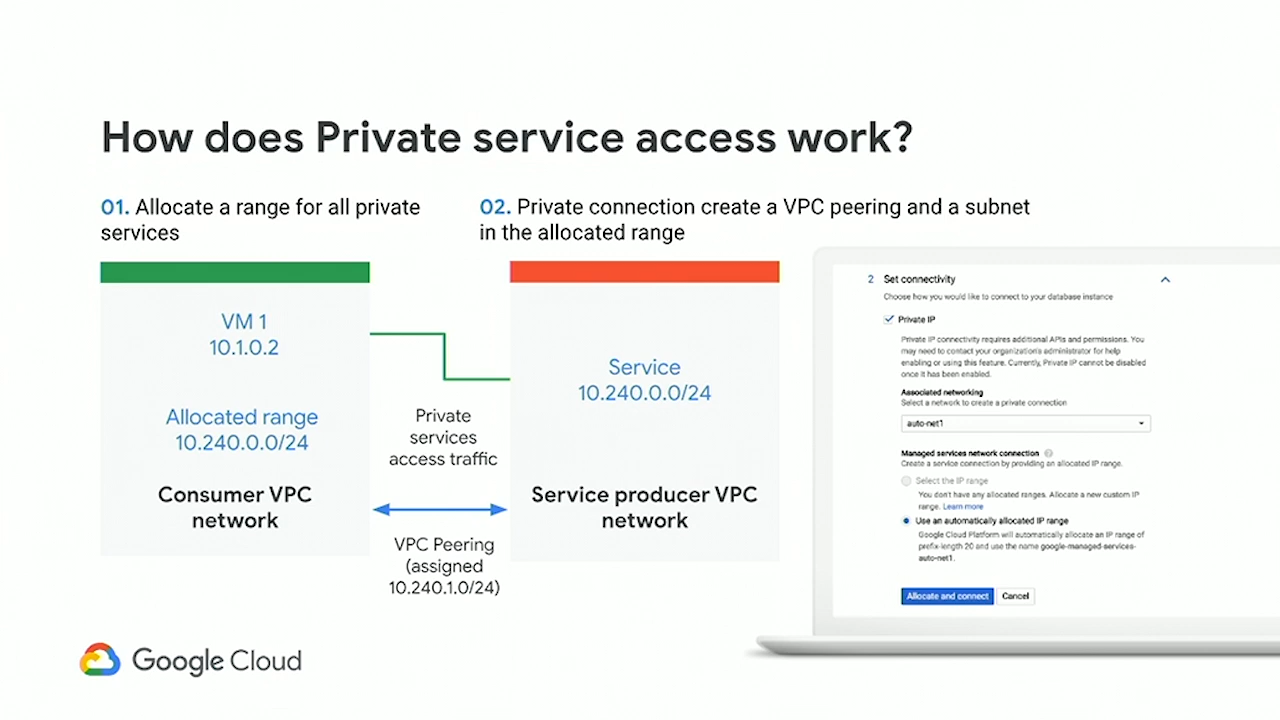 How does Private service access work?
01. Allocate a range for all private
services
02. Private connection create a VPC peering and a subnet
in the allocated range
VM 1
10.1.0.2
Allocated range
10.240.0.0/24
Consumer VPC
network
Private
services
access traffic
VPC Peering
(assigned
10.240.1.0/24)
Service
10.240.0.0/24
Service producer VPC
network
2 Set connectivity
Choose how you would like to connect to your database instance
Private IP
Private IP connectivity requires additional APIs and permissions. You
may need to contact your organization's administrator for help
enabling or using this feature. Currently, Private IP cannot be disabled
once it has been enabled.
Associated networking
Select a network to create a private connection
auto-net1
Managed services network connection
Create a service connection by providing an allocated IP range.
Select the IP range
You don't have any allocated ranges. Allocate a new custom IP
range. Learn more
Use an automatically allocated IP range
Google Cloud Platform will automatically allocate an IP range of
prefix-length 20 and use the name google-managed-services-
auto-net1.
Allocate and connect
Cancel
Google Cloud